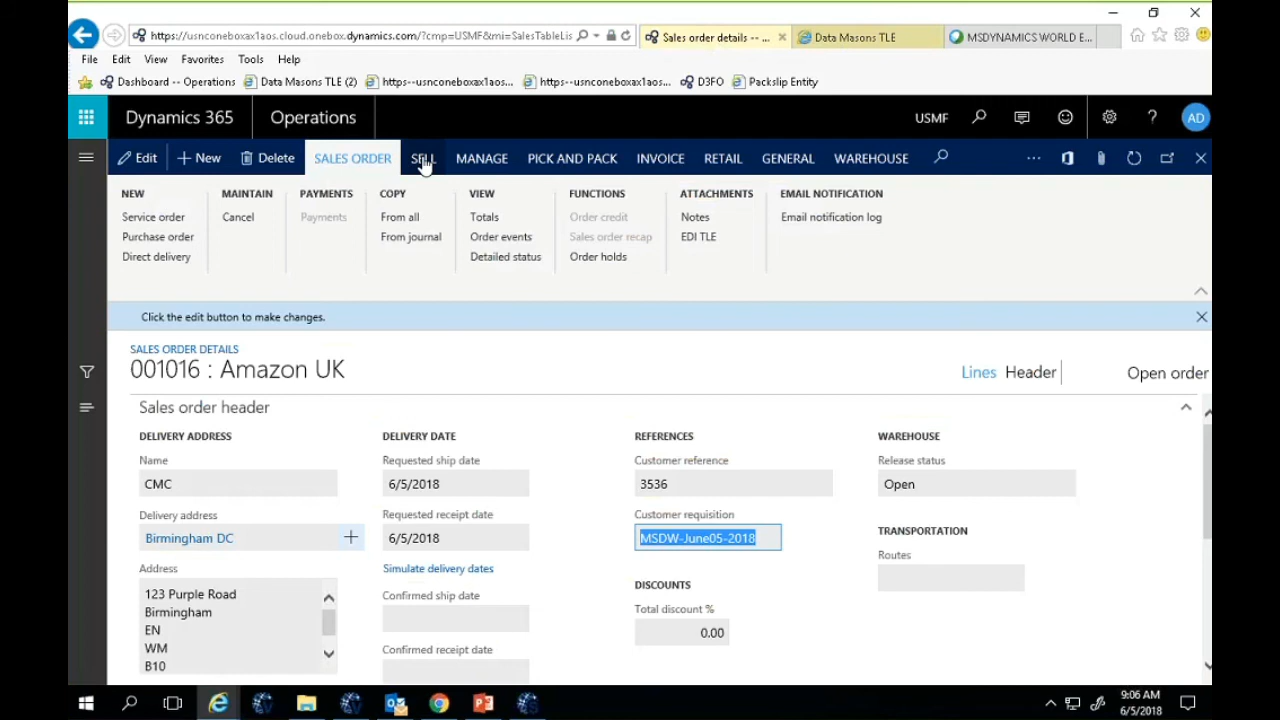 https://usnconeboxax1aos.cloud.onebox.dynamics.com/?cmp=USMF&mi=SalesTableLis
Sales order details -- ...
Data Masons TLE
MSDYNAMICS WORLD E...
File Edit View Favorites Tools Help
Dashboard -- Operations
Data Masons TLE (2)
https--usnconeboxax1aos...
https--usnconeboxax1aos...
D3FO
Packslip Entity
Dynamics 365
Operations
USMF
?
AD
Edit
New
Delete
SALES ORDER
SELL
MANAGE
PICK AND PACK
INVOICE
RETAIL
GENERAL
WAREHOUSE
NEW
Service order
Purchase order
Direct delivery
MAINTAIN
Cancel
PAYMENTS
Payments
COPY
From all
From journal
VIEW
Totals
Order events
Detailed status
FUNCTIONS
Order credit
Sales order recap
Order holds
ATTACHMENTS
Notes
EDI TLE
EMAIL NOTIFICATION
Email notification log
Click the edit button to make changes.
SALES ORDER DETAILS
001016 : Amazon UK
Lines
Header
Open order
Sales order header
DELIVERY ADDRESS
Name
CMC
Delivery address
Birmingham DC
Address
123 Purple Road
Birmingham
EN
WM
B10
DELIVERY DATE
Requested ship date
6/5/2018
Requested receipt date
6/5/2018
Simulate delivery dates
Confirmed ship date
Confirmed receipt date
REFERENCES
Customer reference
3536
Customer requisition
MSDW-June05-2018
DISCOUNTS
Total discount %
0.00
WAREHOUSE
Release status
Open
TRANSPORTATION
Routes
9:06 AM
6/5/2018